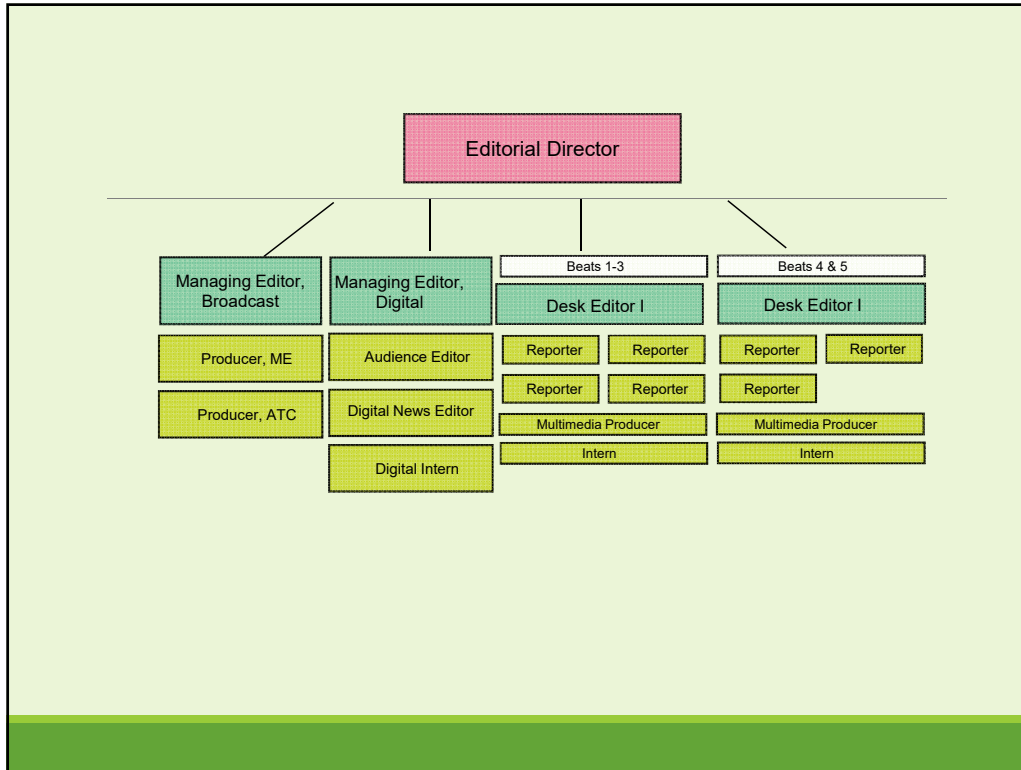 Editorial Director
Managing Editor,
Broadcast
Producer, ME
Producer, ATC
Managing Editor,
Digital
Audience Editor
Digital News Editor
Digital Intern
Beats 1-3
Desk Editor I
Reporter
Reporter
Reporter
Reporter
Multimedia Producer
Intern
Beats 4 & 5
Desk Editor I
Reporter
Reporter
Reporter
Multimedia Producer
Intern